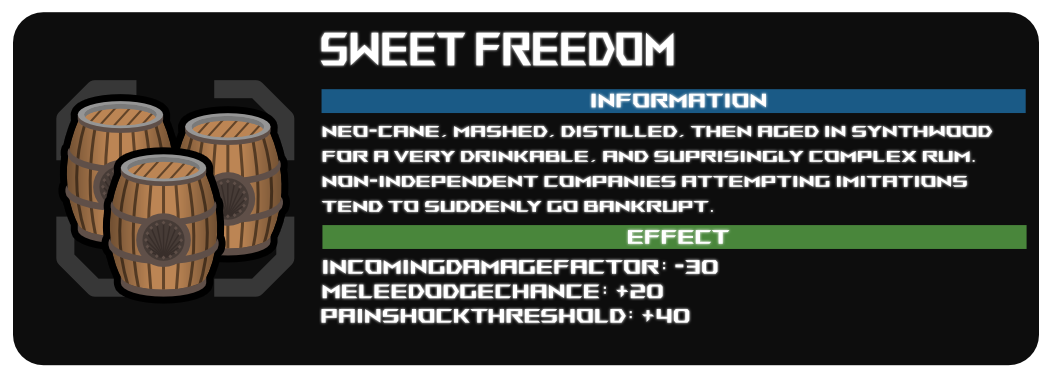 SWEET FREEDOM
INFORMATION
NEO-CANE, MASHED, DISTILLED, THEN AGED IN SYNTHWOOD
FOR A VERY DRINKABLE, AND SUPRISINGLY COMPLEX RUM.
NON-INDEPENDENT COMPANIES ATTEMPTING IMITATIONS
TEND TO SUDDENLY GO BANKRUPT.
EFFECT
INCOMINGDAMAGEFACTOR: -30
MELEEDODGECHANCE: +20
PAINSHOCKTHRESHOLD: +40